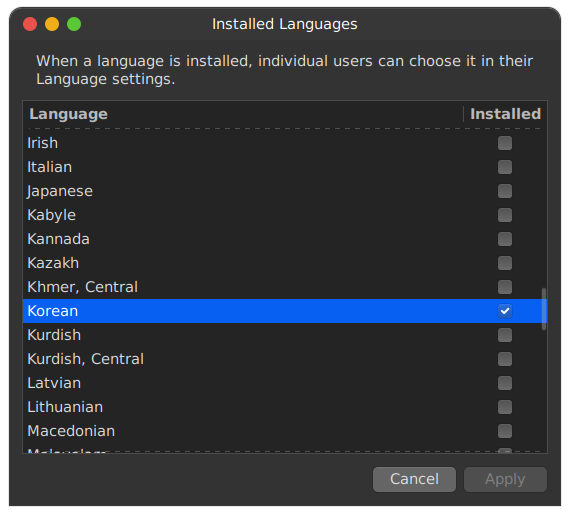 Installed Languages
When a language is installed, individual users can choose it in their
Language settings.
Language Installed
Irish
Italian
Japanese
Kabyle
Kannada
Kazakh
Khmer, Central
Korean
Kurdish
Kurdish, Central
Latvian
Lithuanian
Macedonian
Malayalam
Cancel Apply